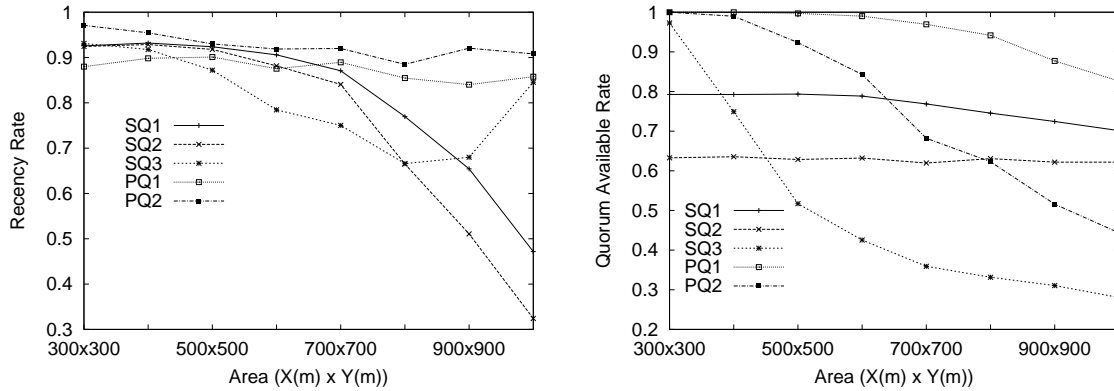 1
0.9
0.8
0.7
0.6
0.5
0.4
0.3
Recency Rate
SQ1
SQ2
SQ3
PQ1
PQ2
300x300 500x500 700x700 900x900
Area (X(m) x Y(m))
1
0.9
0.8
0.7
0.6
0.5
0.4
0.3
0.2
Quorum Available Rate
SQ1
SQ2
SQ3
PQ1
PQ2
300x300 500x500 700x700 900x900
Area (X(m) x Y(m))